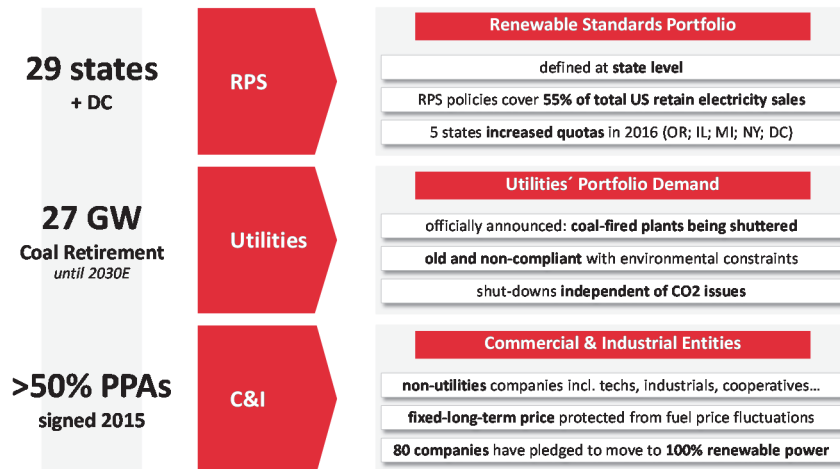 29 states
+ DC
RPS
Renewable Standards Portfolio
defined at state level
RPS policies cover 55% of total US retain electricity sales
5 states increased quotas in 2016 (OR; IL; MI; NY; DC)
27 GW
Coal Retirement
until 2030E
Utilities
Utilities´ Portfolio Demand
officially announced: coal-fired plants being shuttered
old and non-compliant with environmental constraints
shut-downs independent of CO2 issues
>50% PPAs
signed 2015
C&I
Commercial & Industrial Entities
non-utilities companies incl. techs, industrials, cooperatives…
fixed-long-term price protected from fuel price fluctuations
80 companies have pledged to move to 100% renewable power